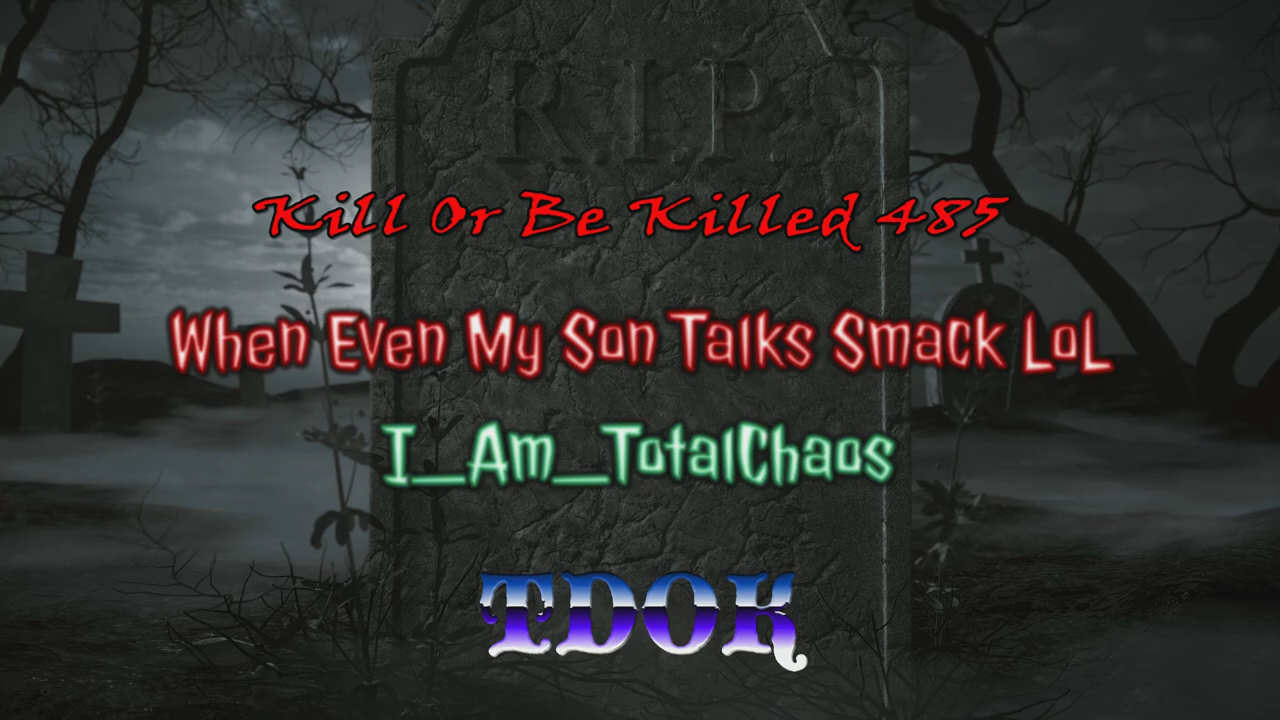 R.I.P.
Kill Or Be Killed 485
When Even My Son Talks Smack LoL
I_Am_TotalChaos
TDOK